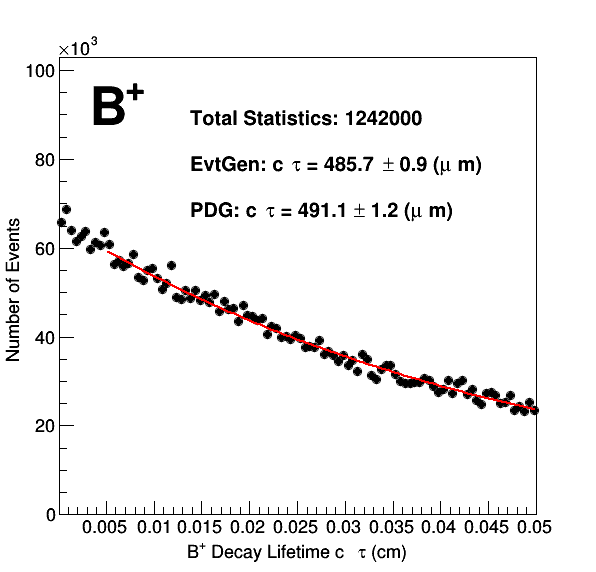 ×10³
100
80
60
40
20
0
Number of Events
B⁺
Total Statistics: 1242000
EvtGen: c τ = 485.7 ± 0.9 (μ m)
PDG: c τ = 491.1 ± 1.2 (μ m)
0.005 0.01 0.015 0.02 0.025 0.03 0.035 0.04 0.045 0.05
B⁺ Decay Lifetime c τ (cm)